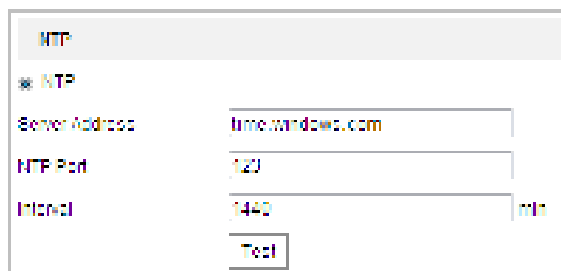 NTP
NTP
Server Address time.windows.com
NTP Port 123
Interval 1440 min
Test